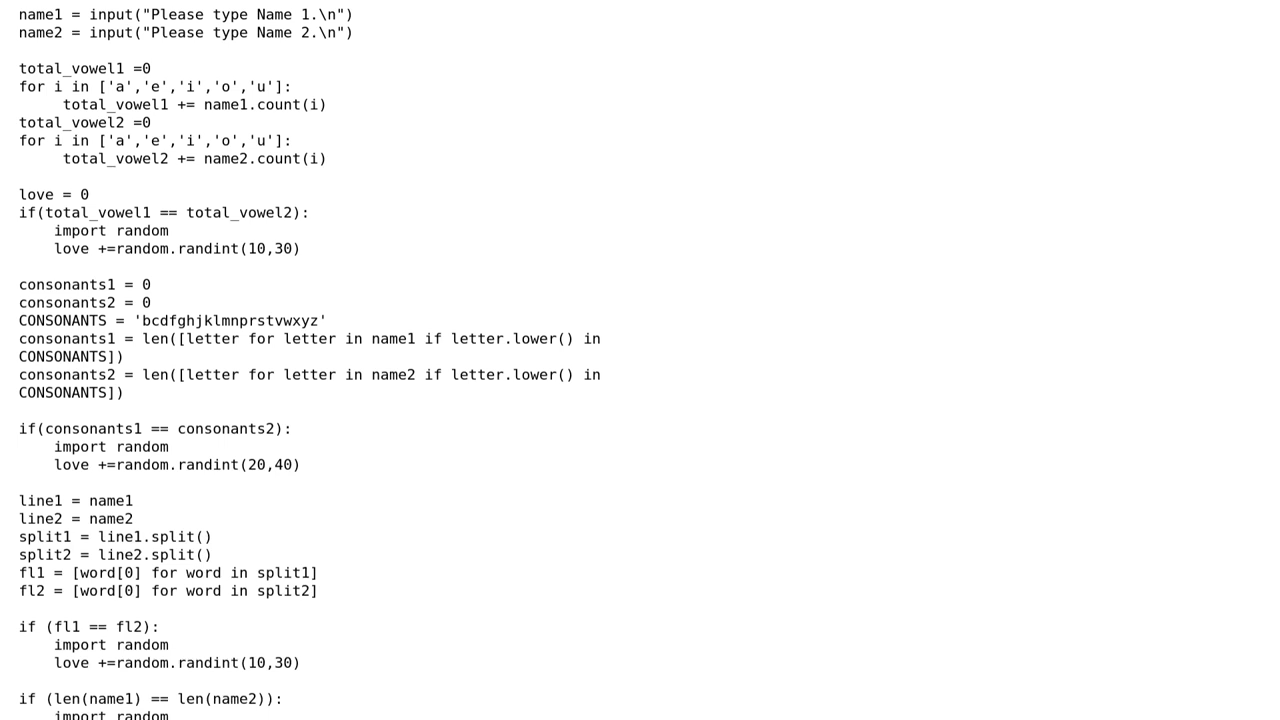 name1 = input("Please type Name 1.\n")
name2 = input("Please type Name 2.\n")

total_vowel1 =0
for i in ['a','e','i','o','u']:
     total_vowel1 += name1.count(i)
total_vowel2 =0
for i in ['a','e','i','o','u']:
     total_vowel2 += name2.count(i)

love = 0
if(total_vowel1 == total_vowel2):
    import random
    love +=random.randint(10,30)

consonants1 = 0
consonants2 = 0
CONSONANTS = 'bcdfghjklmnprstvwxyz'
consonants1 = len([letter for letter in name1 if letter.lower() in
CONSONANTS])
consonants2 = len([letter for letter in name2 if letter.lower() in
CONSONANTS])

if(consonants1 == consonants2):
    import random
    love +=random.randint(20,40)

line1 = name1
line2 = name2
split1 = line1.split()
split2 = line2.split()
fl1 = [word[0] for word in split1]
fl2 = [word[0] for word in split2]

if (fl1 == fl2):
    import random
    love +=random.randint(10,30)

if (len(name1) == len(name2)):
    import random